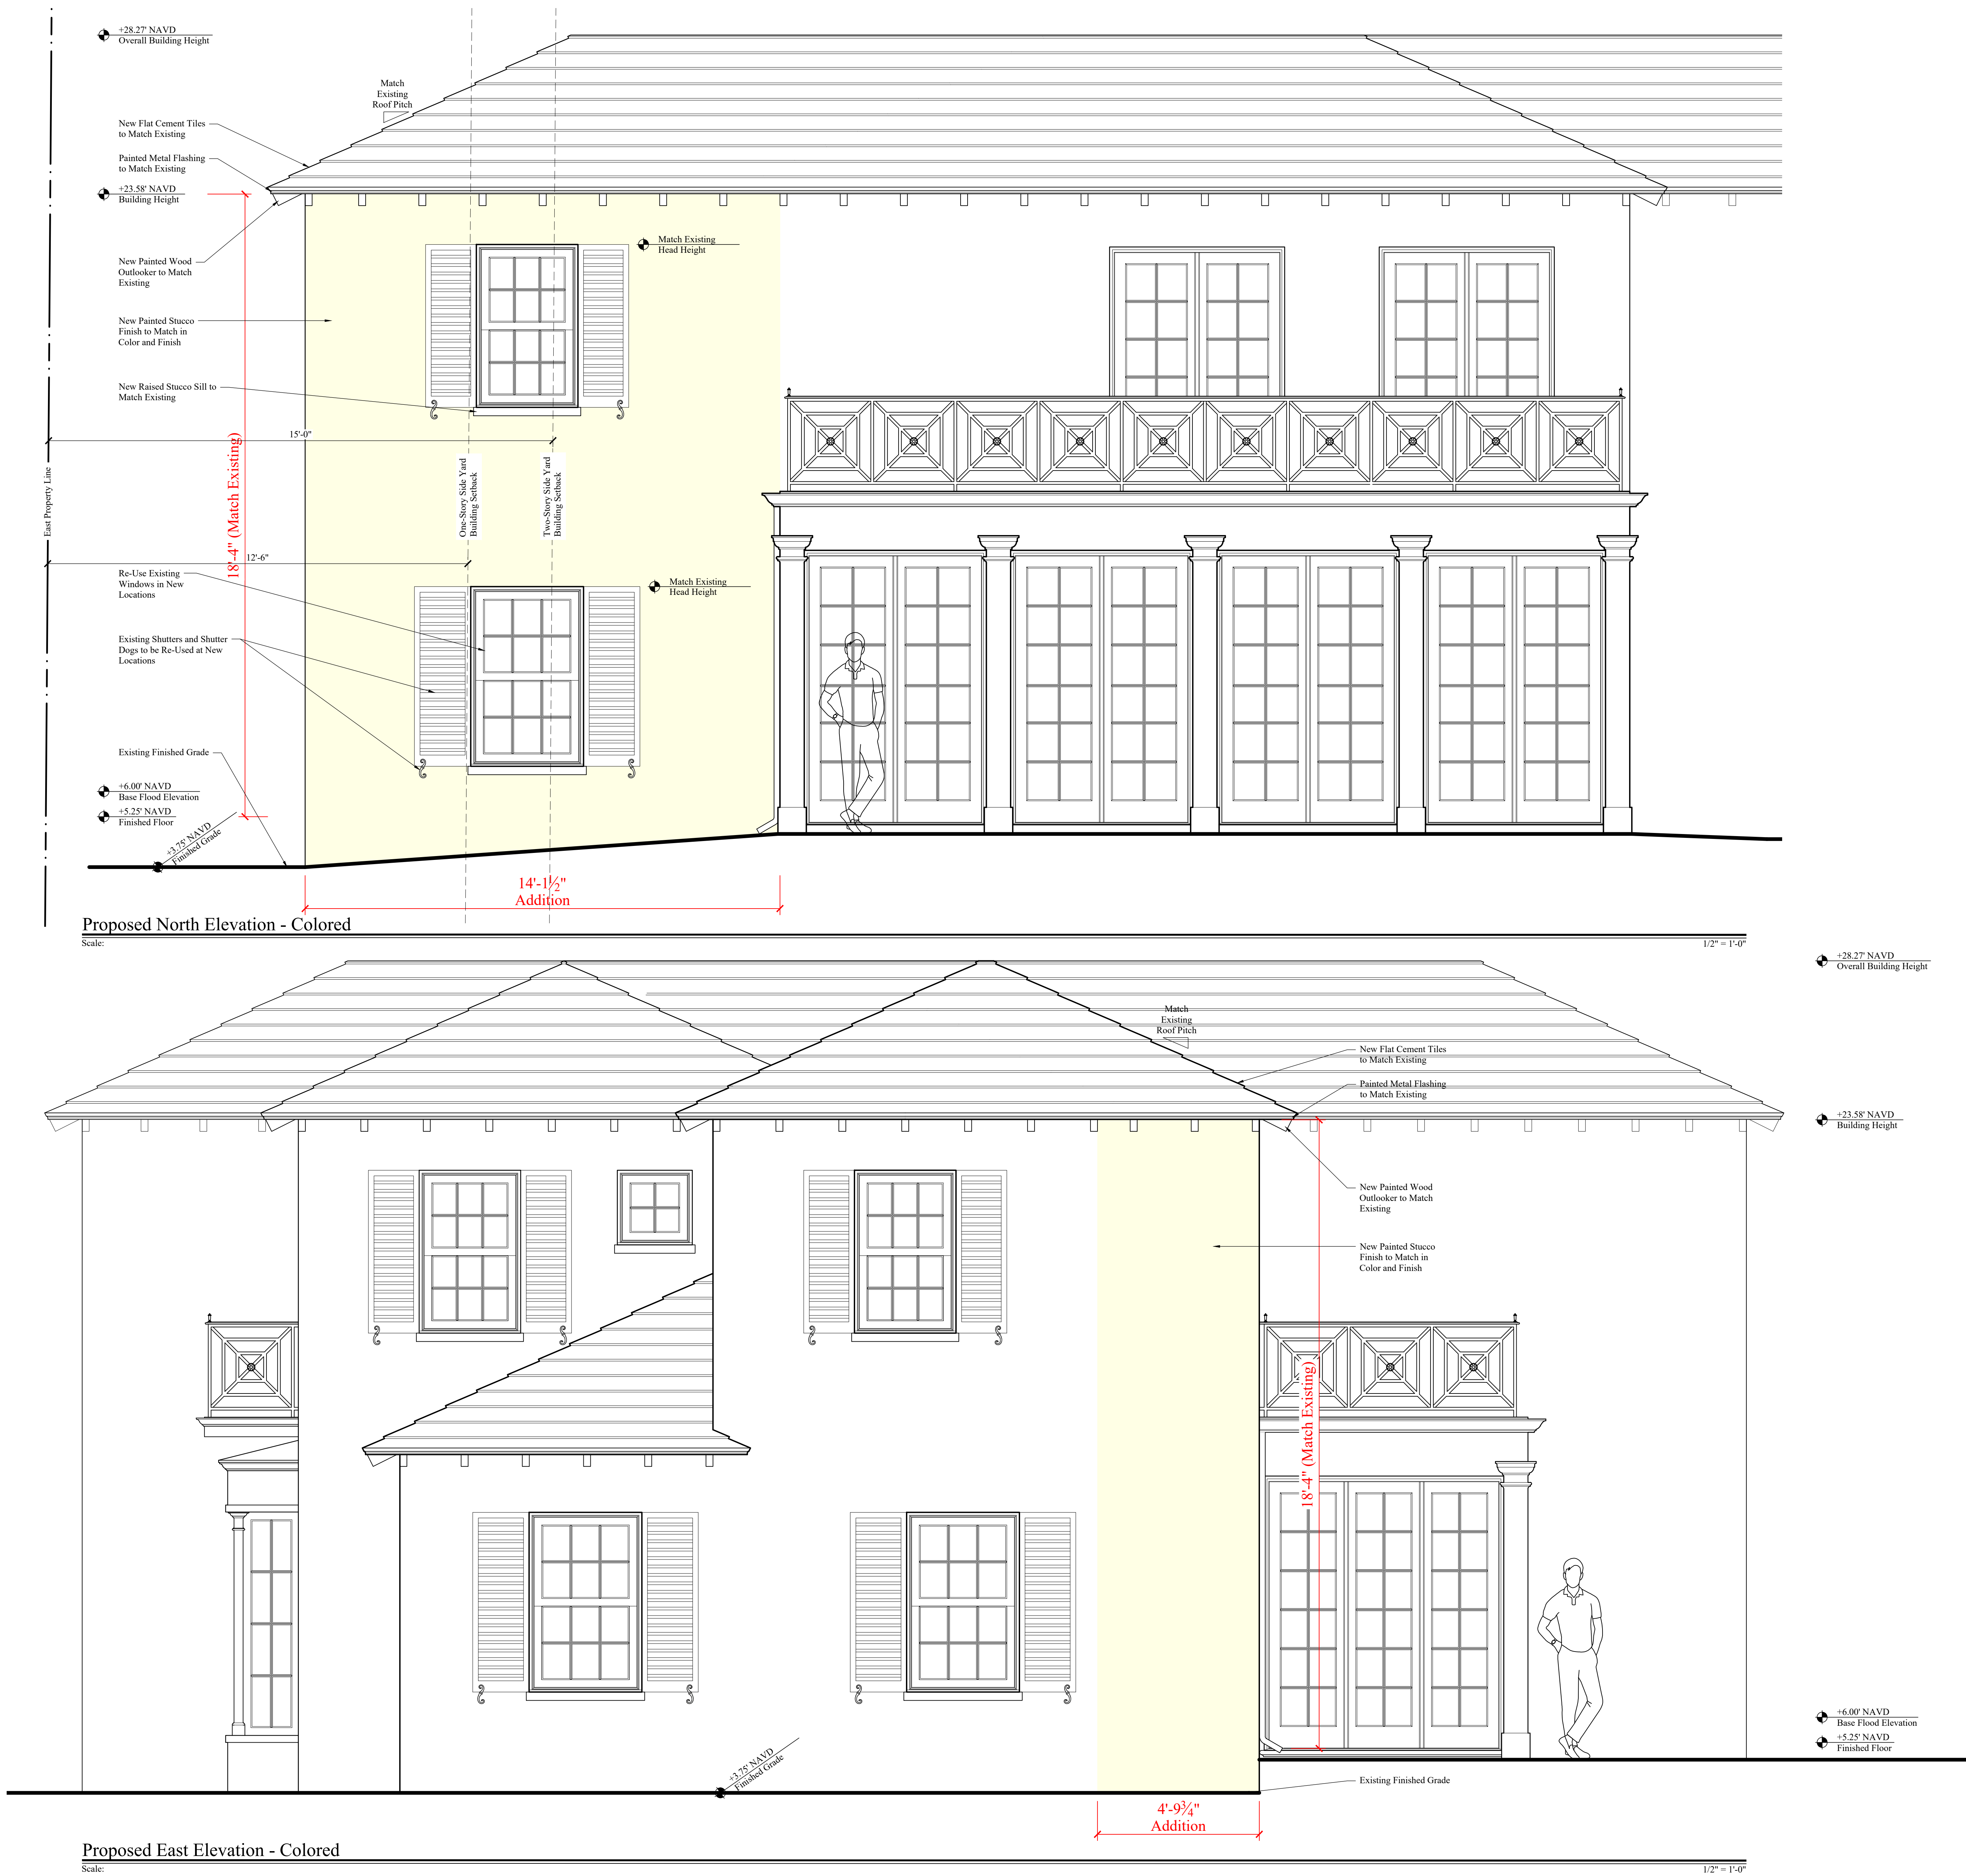 +28.27' NAVD
Overall Building Height
Match
Existing
Roof Pitch
New Flat Cement Tiles
to Match Existing
Painted Metal Flashing
to Match Existing
+23.58' NAVD
Building Height
New Painted Wood
Outlooker to Match
Existing
Match Existing
Head Height
New Painted Stucco
Finish to Match in
Color and Finish
New Raised Stucco Sill to
Match Existing
15'-0"
18'-4" (Match Existing)
East Property Line
One-Story Side Yard
Building Setback
Two-Story Side Yard
Building Setback
12'-6"
Re-Use Existing
Windows in New
Locations
Match Existing
Head Height
Existing Shutters and Shutter
Dogs to be Re-Used at New
Locations
Existing Finished Grade
+6.00' NAVD
Base Flood Elevation
+5.25' NAVD
Finished Floor
+3.75' NAVD
Finished Grade
14'-1½"
Addition
Proposed North Elevation - Colored
Scale:
1/2" = 1'-0"
+28.27' NAVD
Overall Building Height
Match
Existing
Roof Pitch
New Flat Cement Tiles
to Match Existing
Painted Metal Flashing
to Match Existing
+23.58' NAVD
Building Height
New Painted Wood
Outlooker to Match
Existing
New Painted Stucco
Finish to Match in
Color and Finish
18'-4" (Match Existing)
+6.00' NAVD
Base Flood Elevation
+5.25' NAVD
Finished Floor
+3.75' NAVD
Finished Grade
Existing Finished Grade
4'-9¾"
Addition
Proposed East Elevation - Colored
Scale:
1/2" = 1'-0"